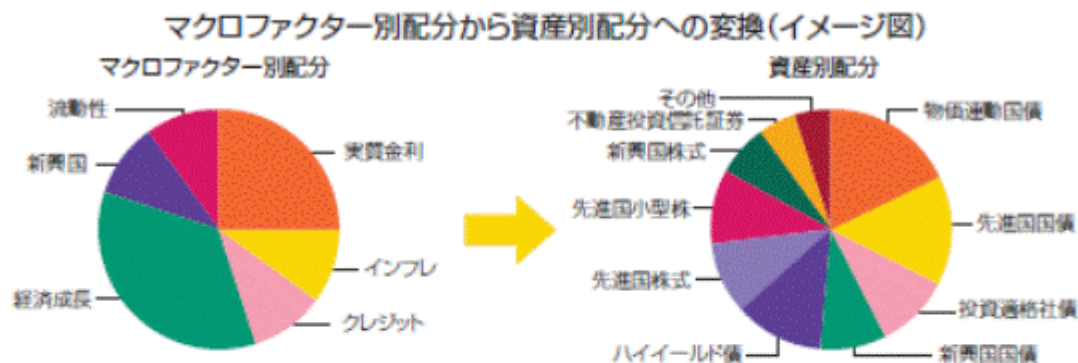 マクロファクター別配分から資産別配分への変換(イメージ図)
マクロファクター別配分
流動性
新興国
実質金利
経済成長
インフレ
クレジット
資産別配分
その他
不動産投資信託証券
新興国株式
先進国小型株
先進国株式
ハイイールド債
物価連動国債
先進国国債
投資適格社債
新興国国債